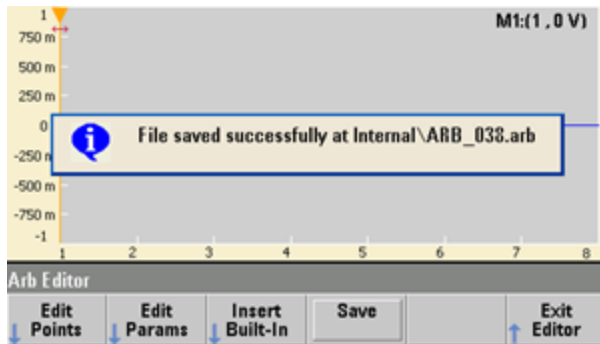 1
M1:(1 , 0 V)
750 m
500 m
250 m
0
File saved successfully at Internal\ARB_038.arb
-250 m
-500 m
-750 m
-1
1 2 3 4 5 6 7 8
Arb Editor
Edit Points
Edit Params
Insert Built-In
Save
Exit Editor